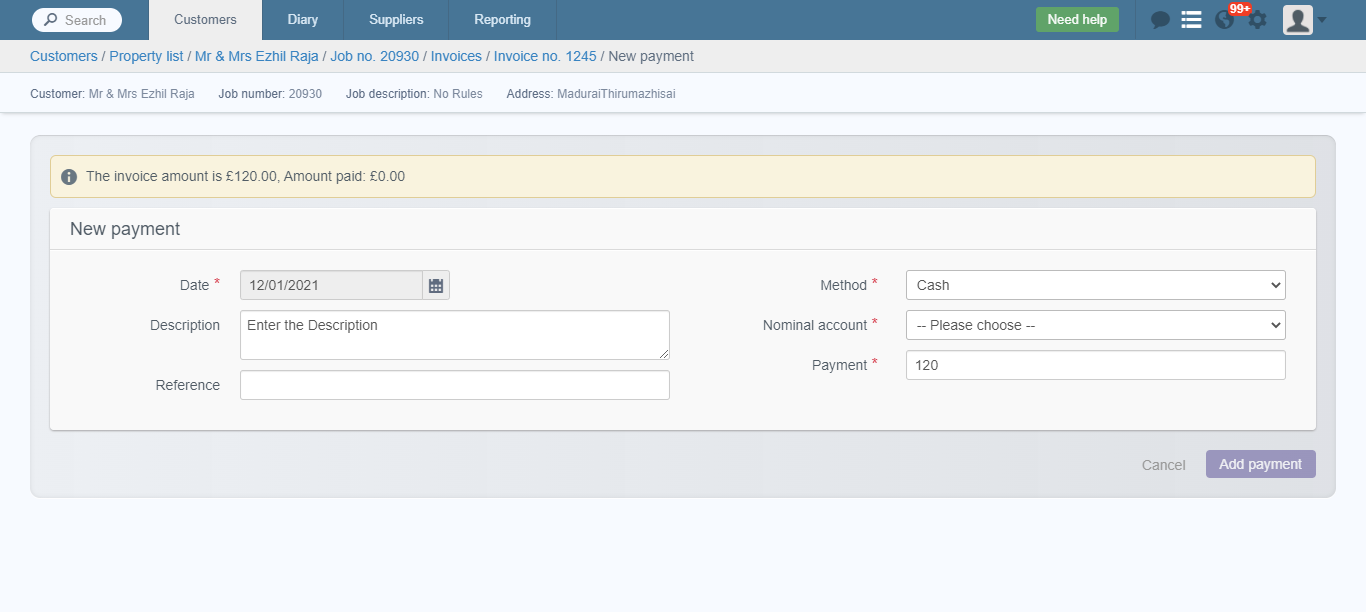 Search Customers Diary Suppliers Reporting Need help 99+
Customers / Property list / Mr & Mrs Ezhil Raja / Job no. 20930 / Invoices / Invoice no. 1245 / New payment
Customer: Mr & Mrs Ezhil Raja Job number: 20930 Job description: No Rules Address: MaduraiThirumazhisai
The invoice amount is £120.00, Amount paid: £0.00
New payment
Date * 12/01/2021
Description Enter the Description
Reference
Method * Cash
Nominal account * -- Please choose --
Payment * 120
Cancel Add payment